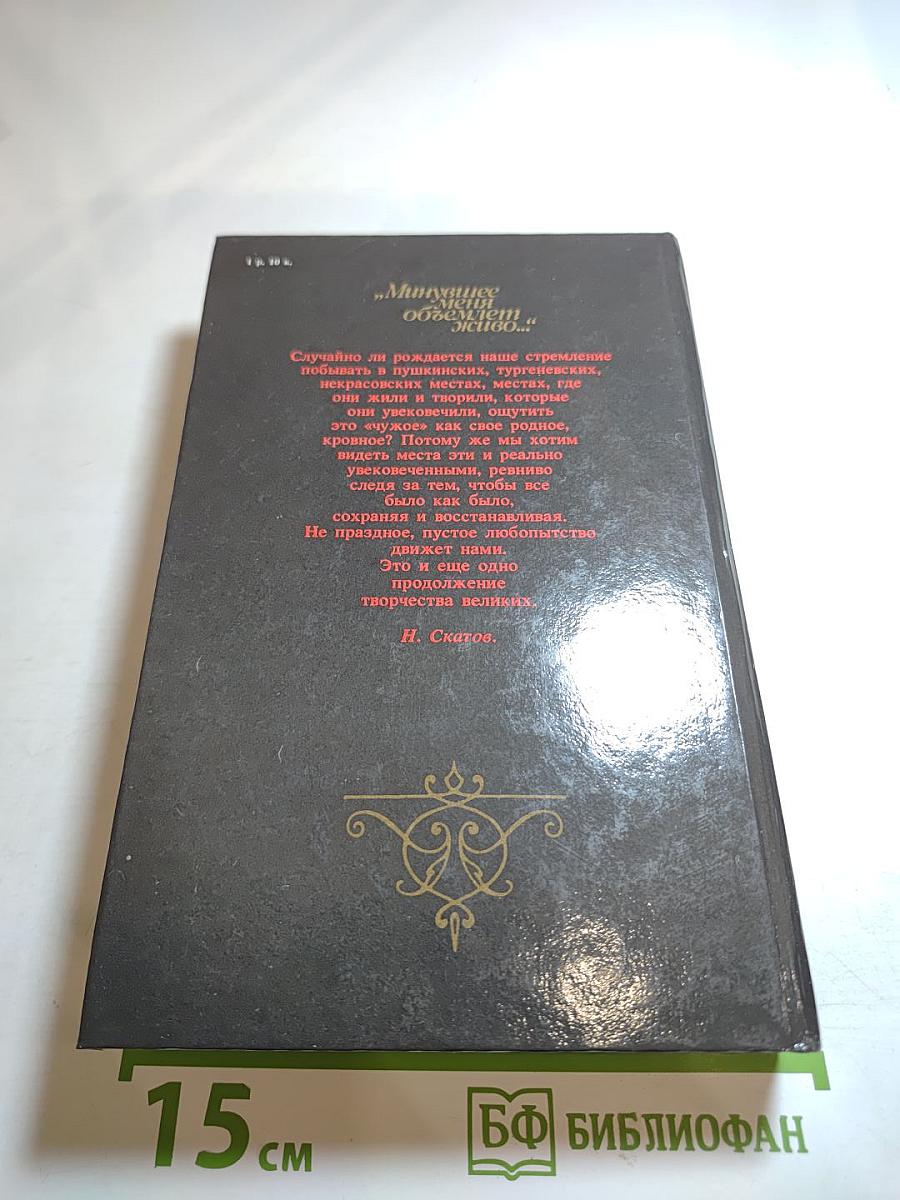 1 р. 10 к.
„Минувшее
меня
объемлет
живо...“
Случайно ли рождается наше стремление
побывать в пушкинских, тургеневских,
некрасовских местах, местах, где
они жили и творили, которые
они увековечили, ощутить
это «чужое» как свое родное,
кровное? Потому же мы хотим
видеть места эти и реально
увековеченными, ревниво
следя за тем, чтобы все
было как было,
сохраняя и восстанавливая.
Не праздное, пустое любопытство
движет нами.
Это и еще одно
продолжение
творчества великих.
Н. Скатов.
15 см
БФ БИБЛИОФАН